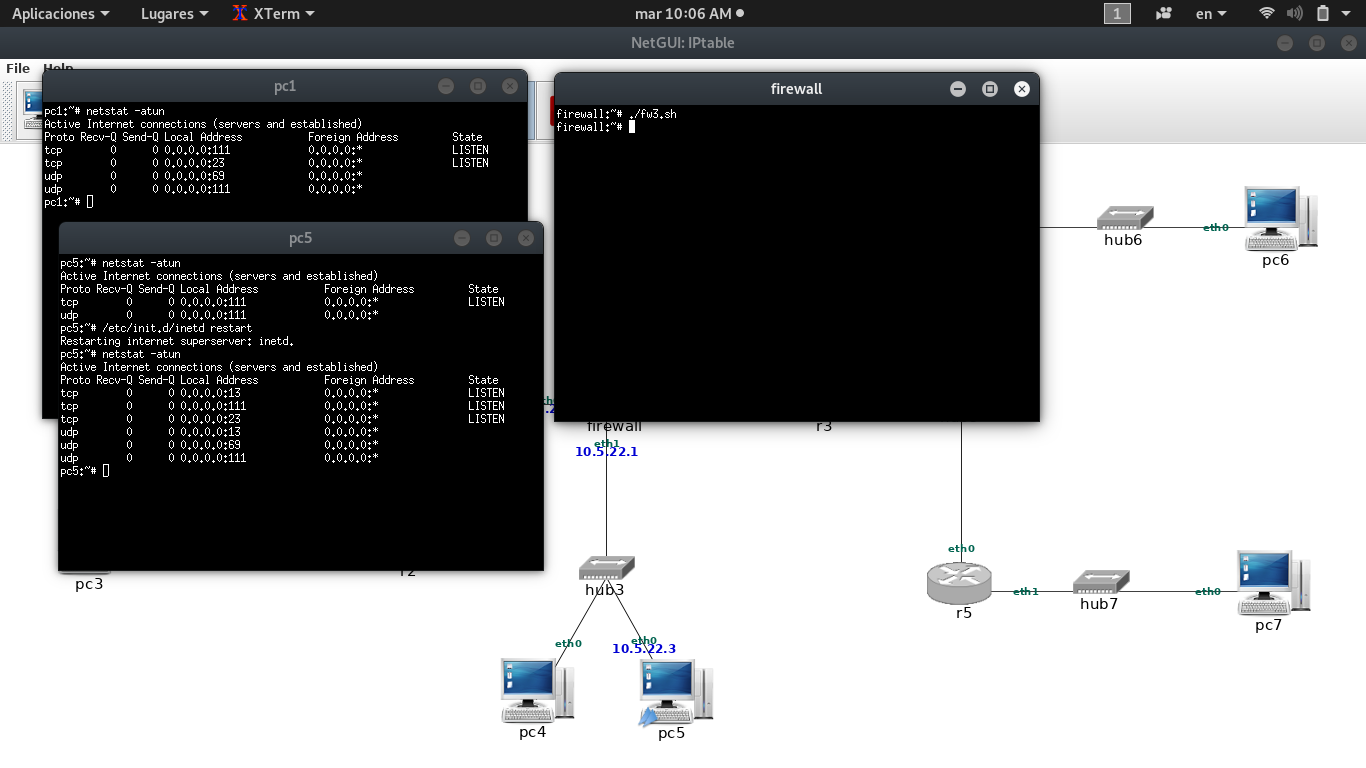 Aplicaciones Lugares XTerm mar 10:06 AM 1 en
NetGUI: IPtable
File Help
pc1
pc1:~# netstat -atun
Active Internet connections (servers and established)
Proto Recv-Q Send-Q Local Address Foreign Address State
tcp 0 0 0.0.0.0:111 0.0.0.0:* LISTEN
tcp 0 0 0.0.0.0:23 0.0.0.0:* LISTEN
udp 0 0 0.0.0.0:69 0.0.0.0:*
udp 0 0 0.0.0.0:111 0.0.0.0:*
pc1:~#
firewall
firewall:~# ./fw3.sh
firewall:~#
pc5
pc5:~# netstat -atun
Active Internet connections (servers and established)
Proto Recv-Q Send-Q Local Address Foreign Address State
tcp 0 0 0.0.0.0:111 0.0.0.0:* LISTEN
udp 0 0 0.0.0.0:111 0.0.0.0:*
pc5:~# /etc/init.d/inetd restart
Restarting internet superserver: inetd.
pc5:~# netstat -atun
Active Internet connections (servers and established)
Proto Recv-Q Send-Q Local Address Foreign Address State
tcp 0 0 0.0.0.0:13 0.0.0.0:* LISTEN
tcp 0 0 0.0.0.0:111 0.0.0.0:* LISTEN
tcp 0 0 0.0.0.0:23 0.0.0.0:* LISTEN
udp 0 0 0.0.0.0:13 0.0.0.0:*
udp 0 0 0.0.0.0:69 0.0.0.0:*
udp 0 0 0.0.0.0:111 0.0.0.0:*
pc5:~#
eth0
hub6
pc6
firewall
r3
eth1
10.5.22.1
eth0
pc3
r2
hub3
r5
eth1
hub7
eth0
pc7
eth0
eth0
10.5.22.3
pc4
pc5